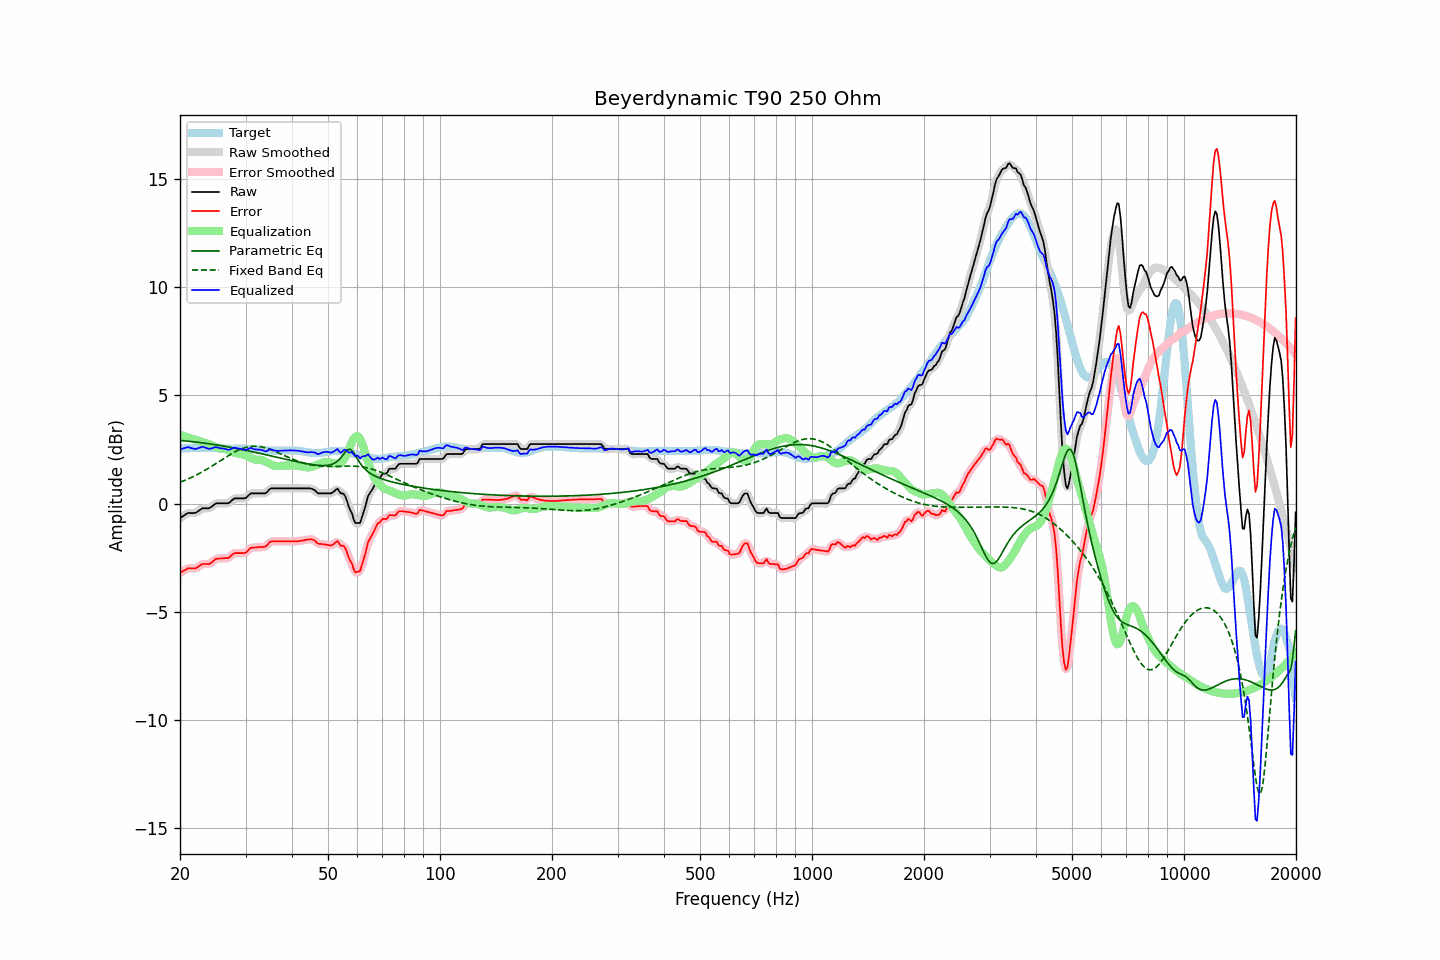 Beyerdynamic T90 250 Ohm
Target
Raw Smoothed
Error Smoothed
Raw
Error
Equalization
Parametric Eq
Fixed Band Eq
Equalized
Amplitude (dBr)
15
10
5
0
−5
−10
−15
20 50 100 200 500 1000 2000 5000 10000 20000
Frequency (Hz)